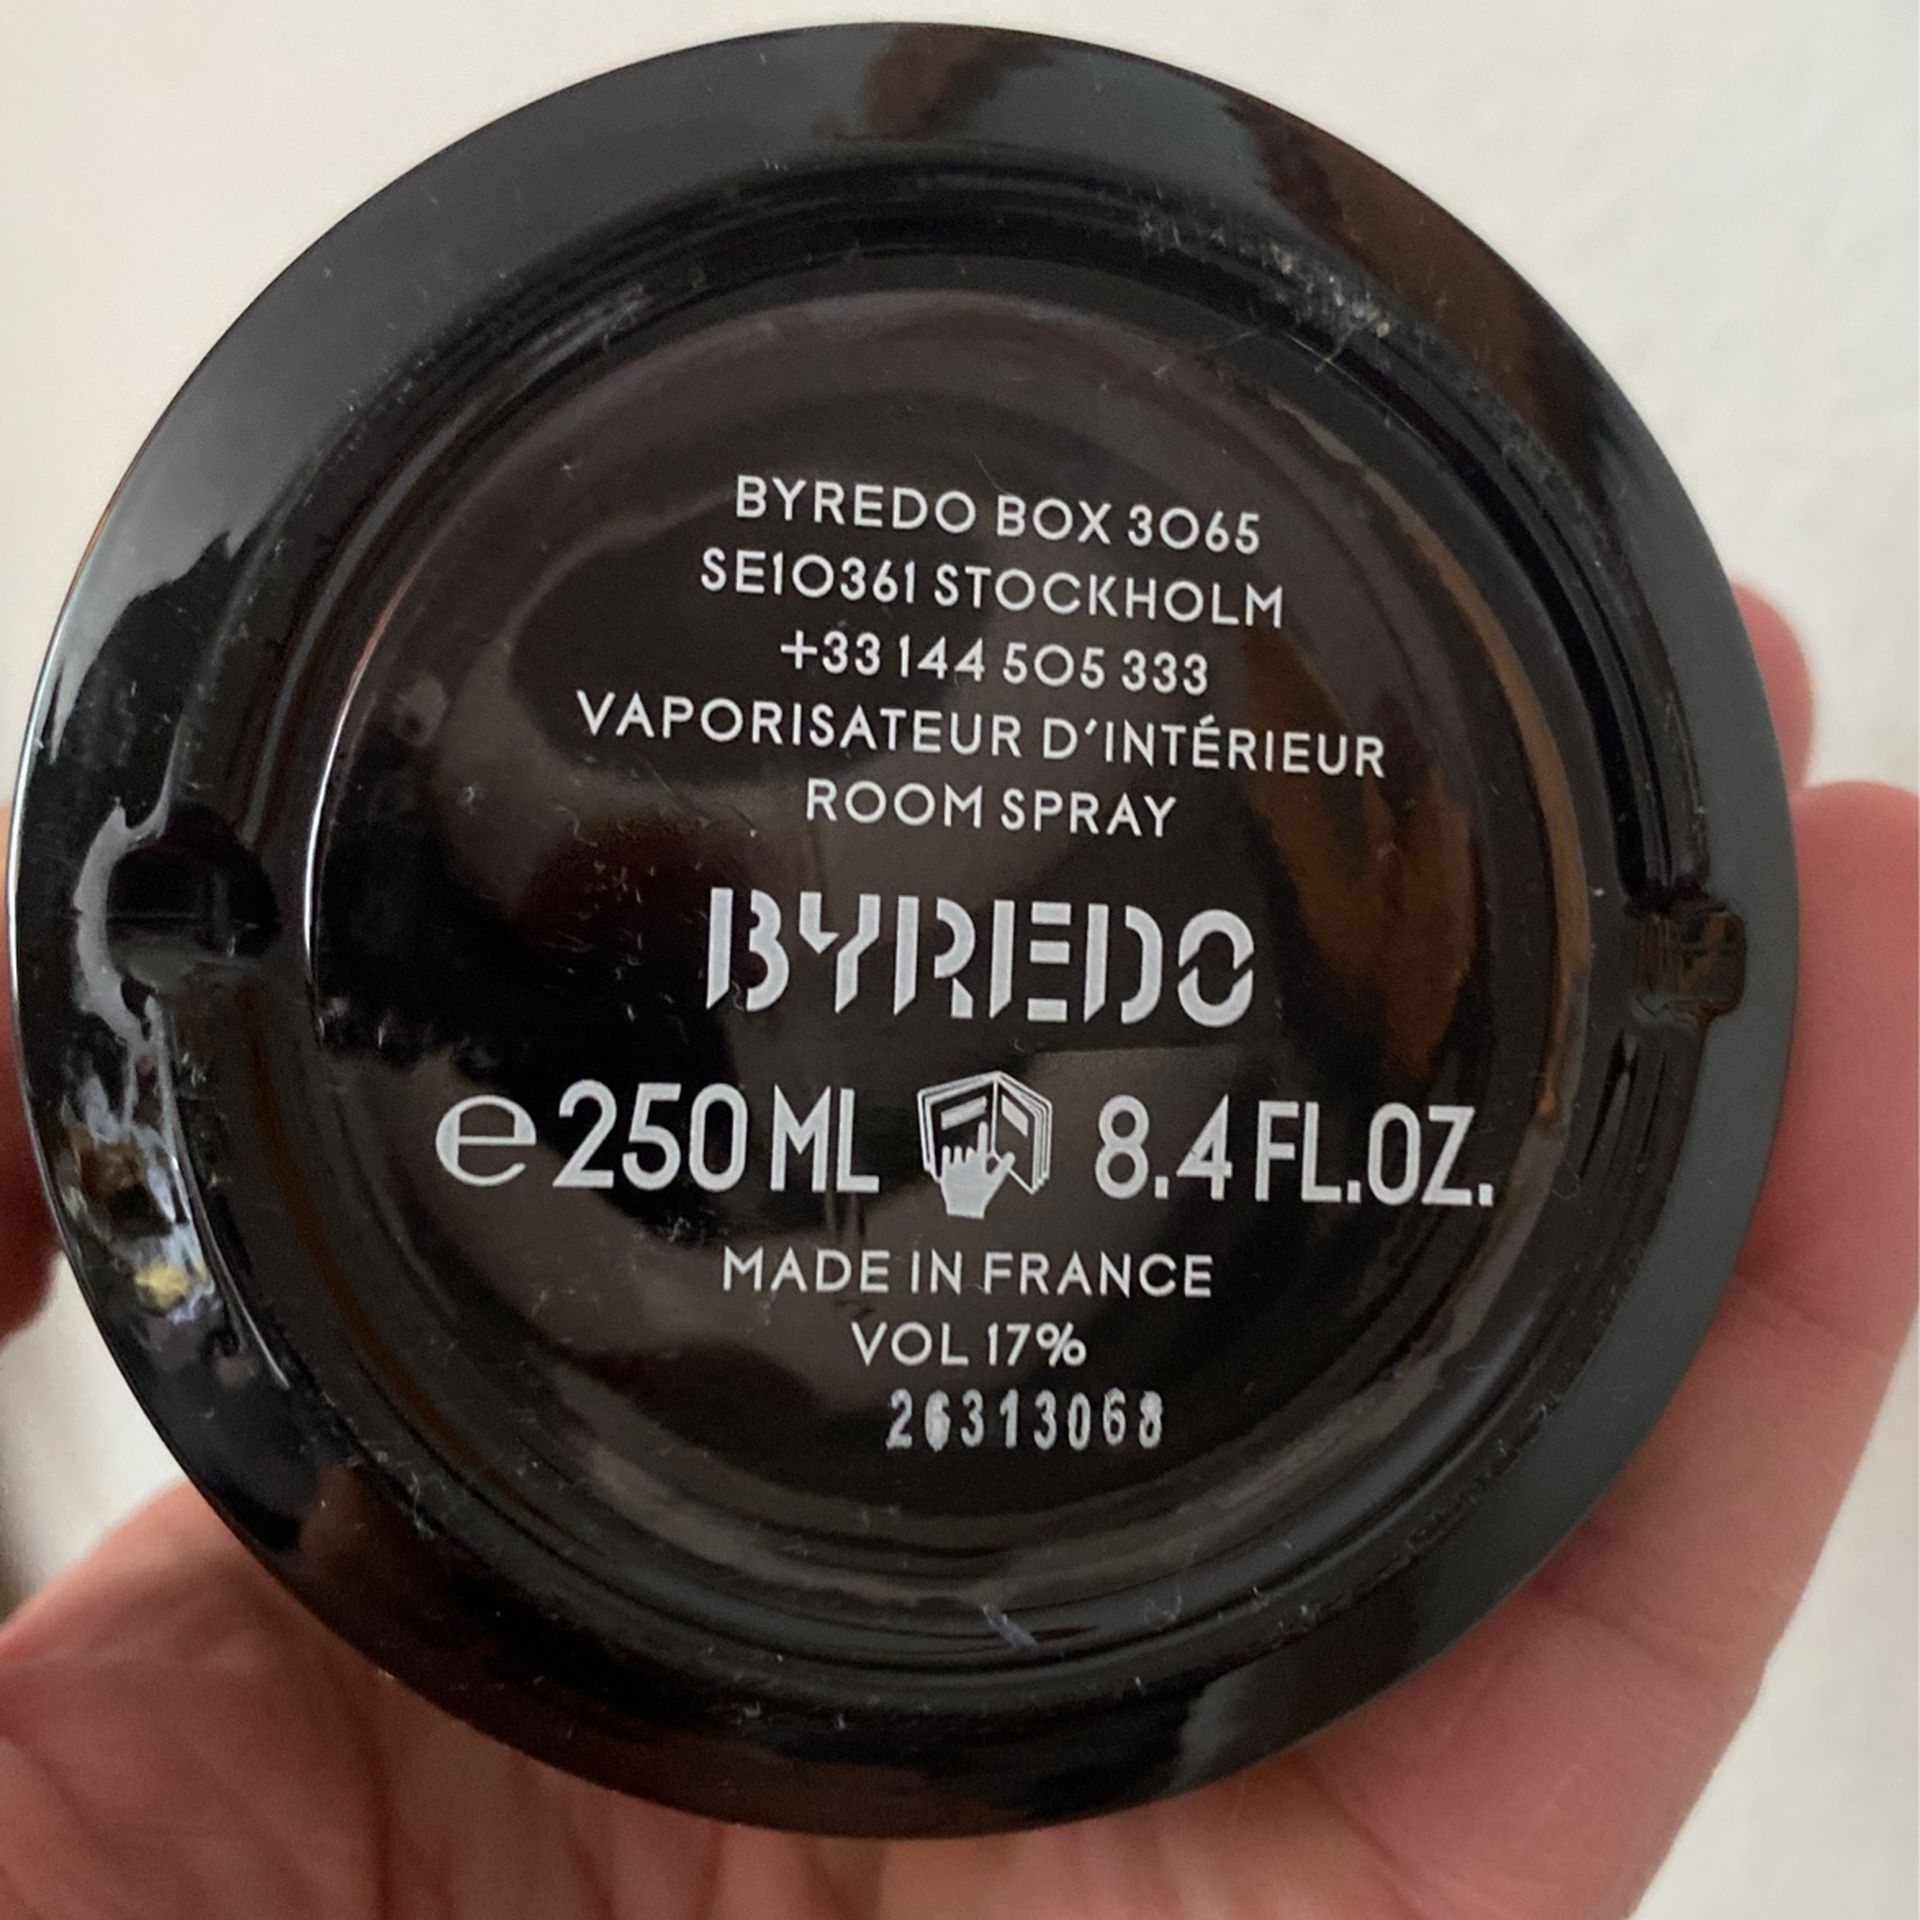 BYREDO BOX 3065
SE10361 STOCKHOLM
+33 144 505 333
VAPORISATEUR D'INTÉRIEUR
ROOM SPRAY
BYREDO
℮ 250 ML 8.4 FL.OZ.
MADE IN FRANCE
VOL 17%
26313068